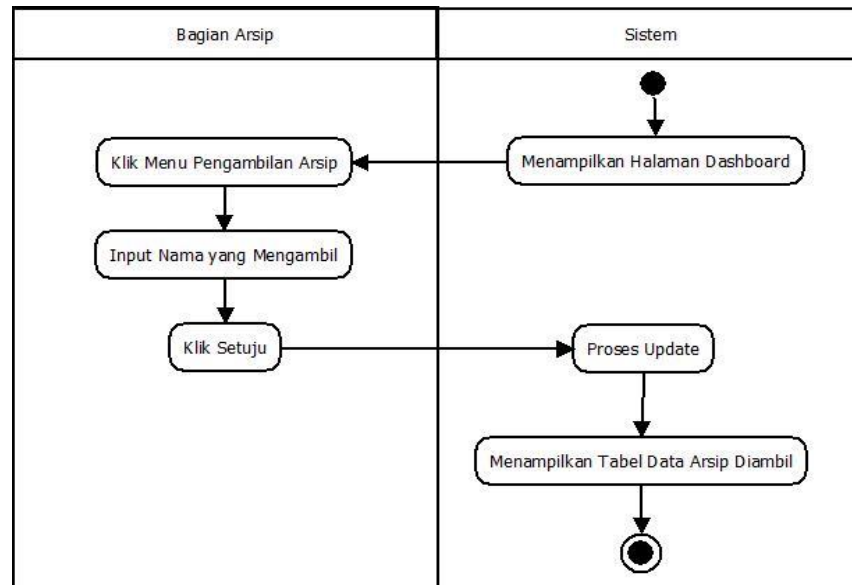 Bagian Arsip
Sistem
Menampilkan Halaman Dashboard
Klik Menu Pengambilan Arsip
Input Nama yang Mengambil
Klik Setuju
Proses Update
Menampilkan Tabel Data Arsip Diambil